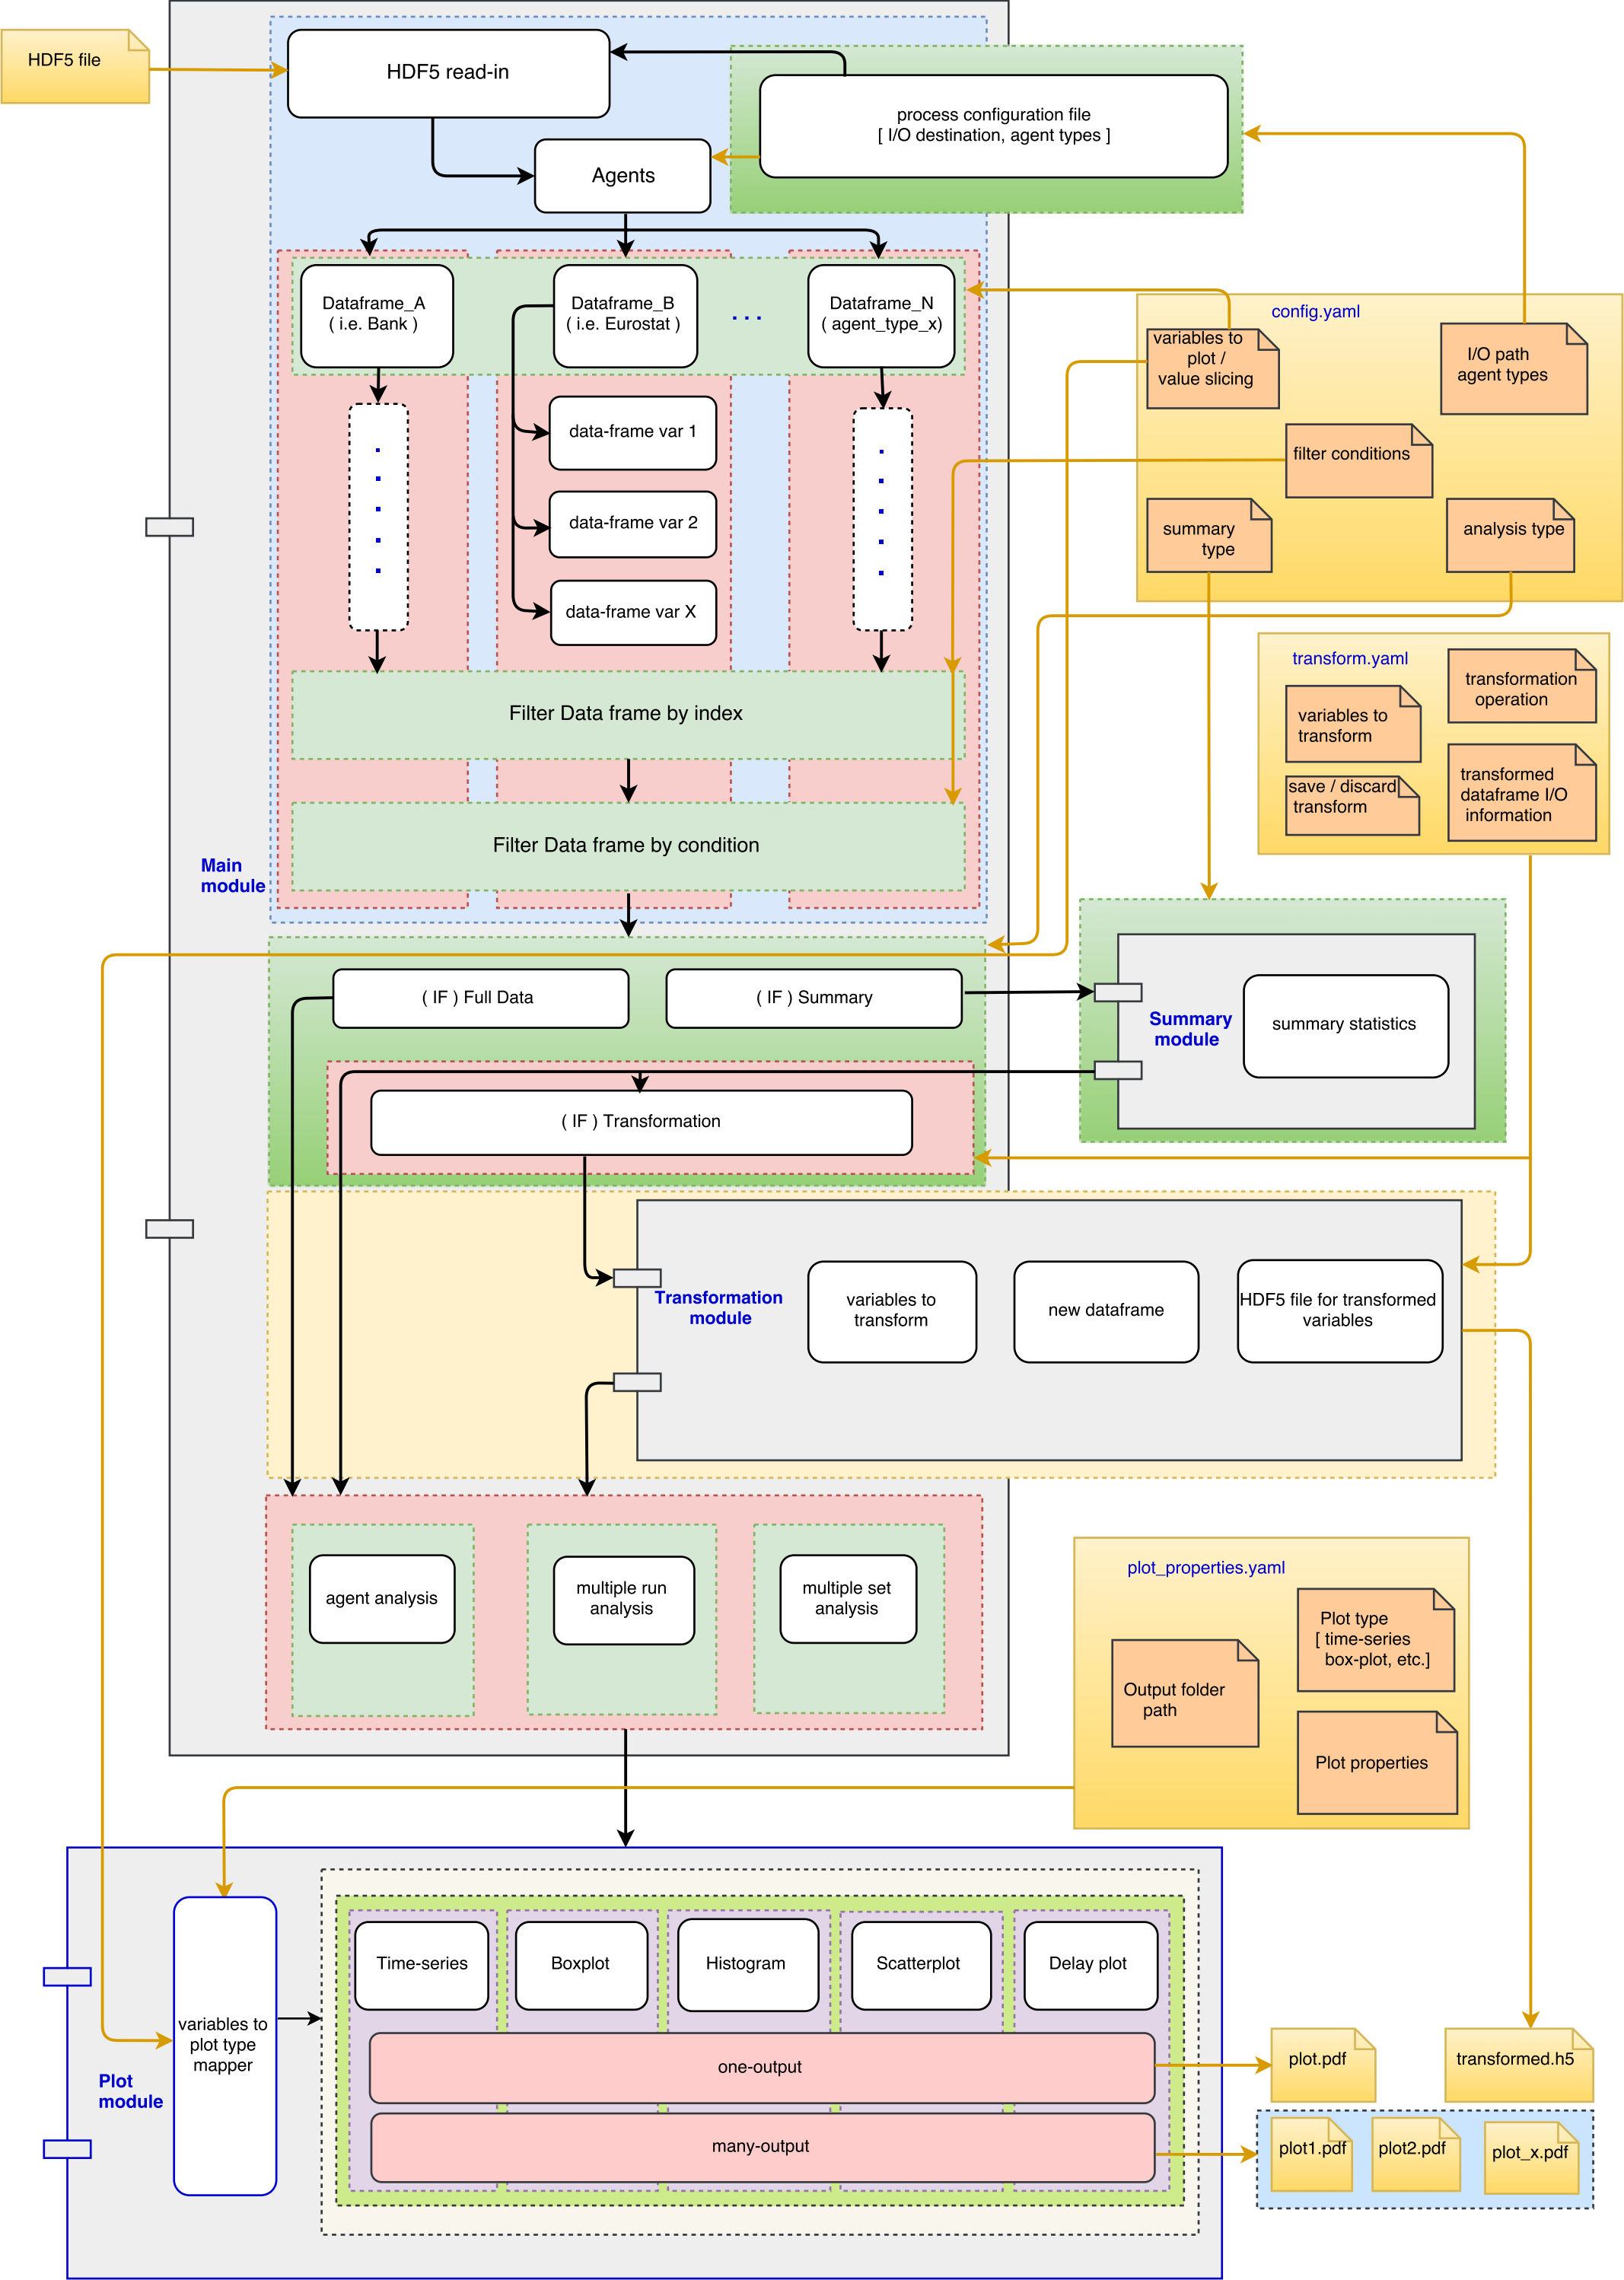 HDF5 file
HDF5 read-in
process configuration file
[ I/O destination, agent types ]
Agents
Dataframe_A
( i.e. Bank )
Dataframe_B
( i.e. Eurostat )
. . .
Dataframe_N
( agent_type_x)
config.yaml
variables to
plot /
value slicing
I/O path
agent types
filter conditions
summary
type
analysis type
data-frame var 1
data-frame var 2
data-frame var X
transform.yaml
transformation
operation
variables to
transform
transformed
dataframe I/O
information
save / discard
transform
Filter Data frame by index
Filter Data frame by condition
Main
module
( IF ) Full Data
( IF ) Summary
Summary
module
summary statistics
( IF ) Transformation
Transformation
module
variables to
transform
new dataframe
HDF5 file for transformed
variables
agent analysis
multiple run
analysis
multiple set
analysis
plot_properties.yaml
Plot type
[ time-series
box-plot, etc.]
Output folder
path
Plot properties
Time-series
Boxplot
Histogram
Scatterplot
Delay plot
variables to
plot type
mapper
Plot
module
one-output
many-output
plot.pdf
transformed.h5
plot1.pdf
plot2.pdf
plot_x.pdf